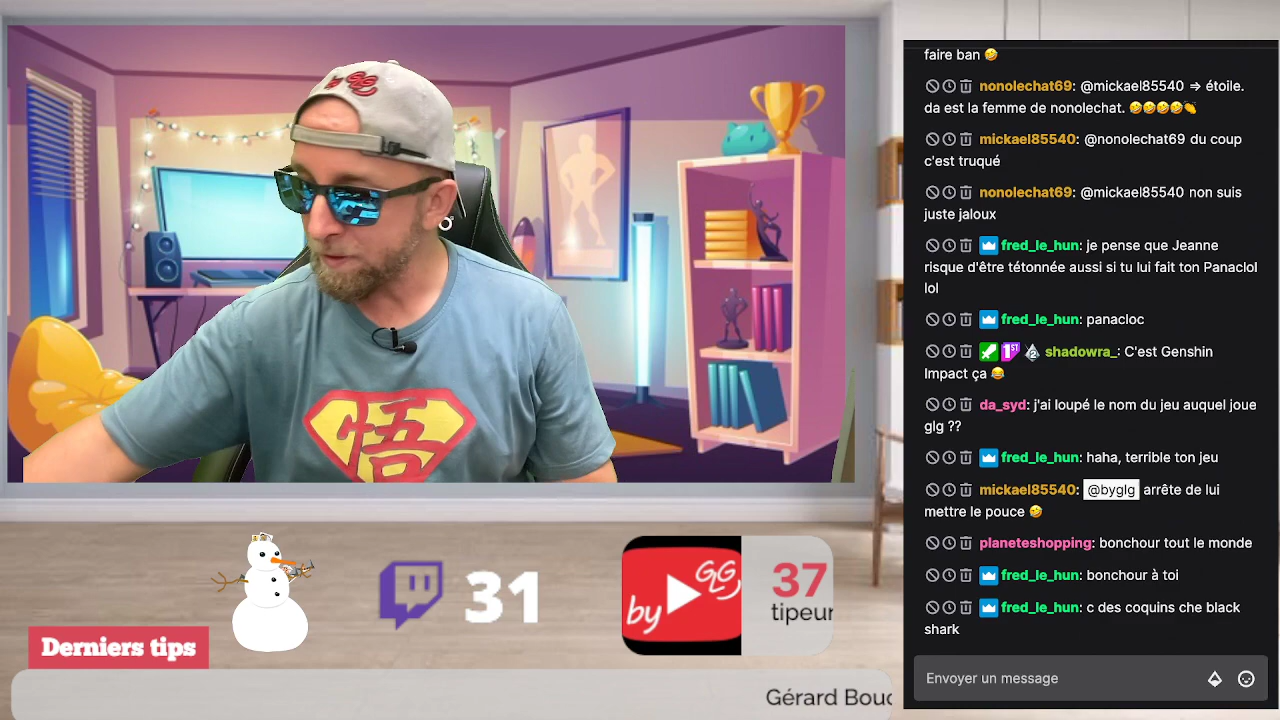 悟
31
by
GG
37
tipeur
Derniers tips
Gérard Bouc
faire ban 🤣
nonolechat69: @mickael85540 => étoile.
da est la femme de nonolechat. 🤣🤣🤣🤣👏
mickael85540: @nonolechat69 du coup
c'est truqué
nonolechat69: @mickael85540 non suis
juste jaloux
fred_le_hun: je pense que Jeanne
risque d'être tétonnée aussi si tu lui fait ton Panaclol
lol
fred_le_hun: panacloc
1ST 2 shadowra_: C'est Genshin
Impact ça 😂
da_syd: j'ai loupé le nom du jeu auquel joue
glg ??
fred_le_hun: haha, terrible ton jeu
mickael85540: @byglg arrête de lui
mettre le pouce 🤣
planeteshopping: bonchour tout le monde
fred_le_hun: bonchour à toi
fred_le_hun: c des coquins che black
shark
Envoyer un message